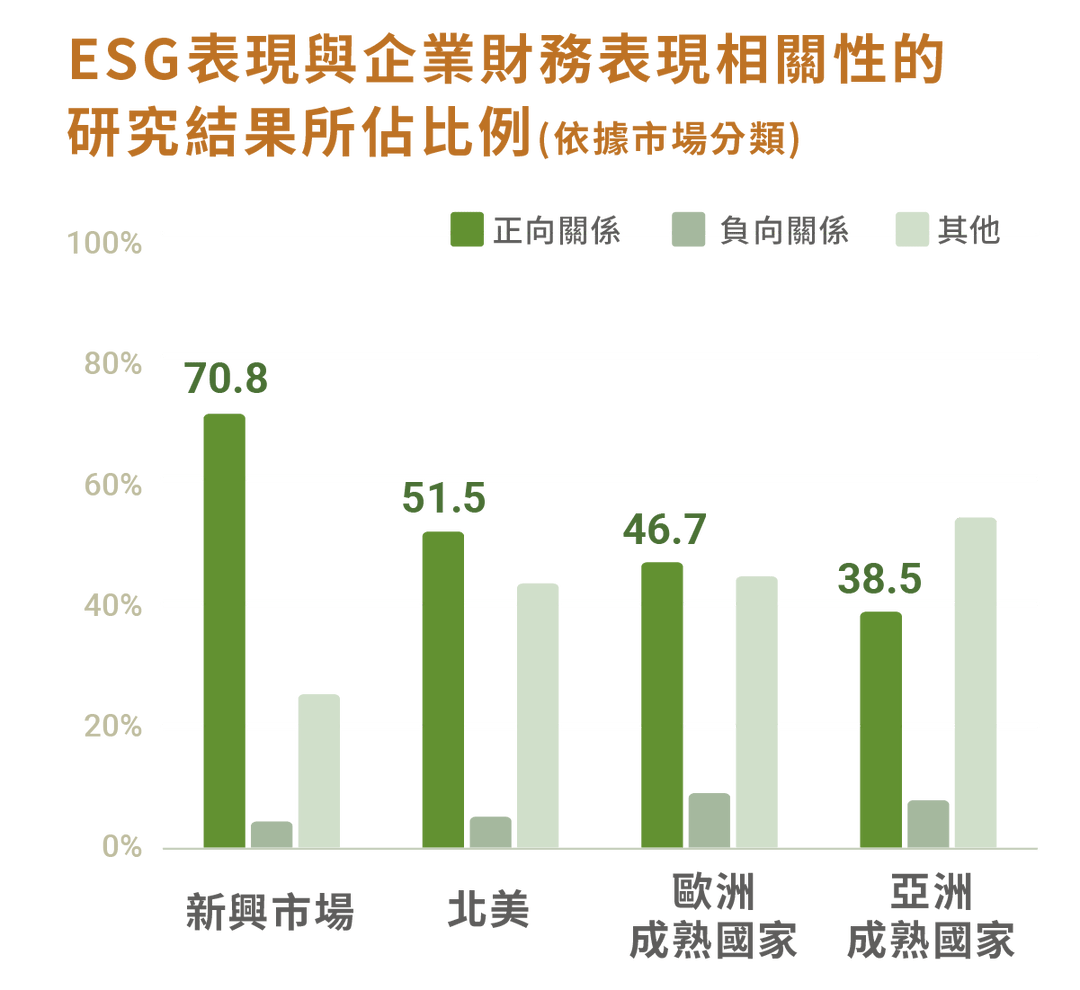 ESG表現與企業財務表現相關性的
研究結果所佔比例(依據市場分類)
正向關係 負向關係 其他
100%
80%
60%
40%
20%
0%
70.8
51.5
46.7
38.5
新興市場
北美
歐洲
成熟國家
亞洲
成熟國家